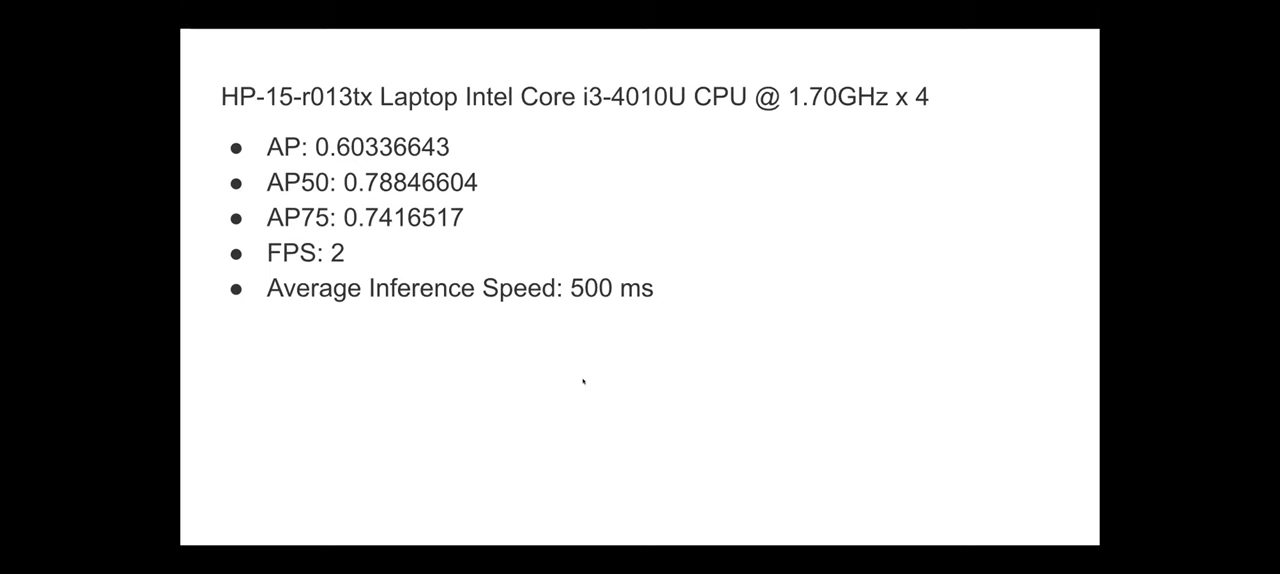 HP-15-r013tx Laptop Intel Core i3-4010U CPU @ 1.70GHz x 4
● AP: 0.60336643
● AP50: 0.78846604
● AP75: 0.7416517
● FPS: 2
● Average Inference Speed: 500 ms